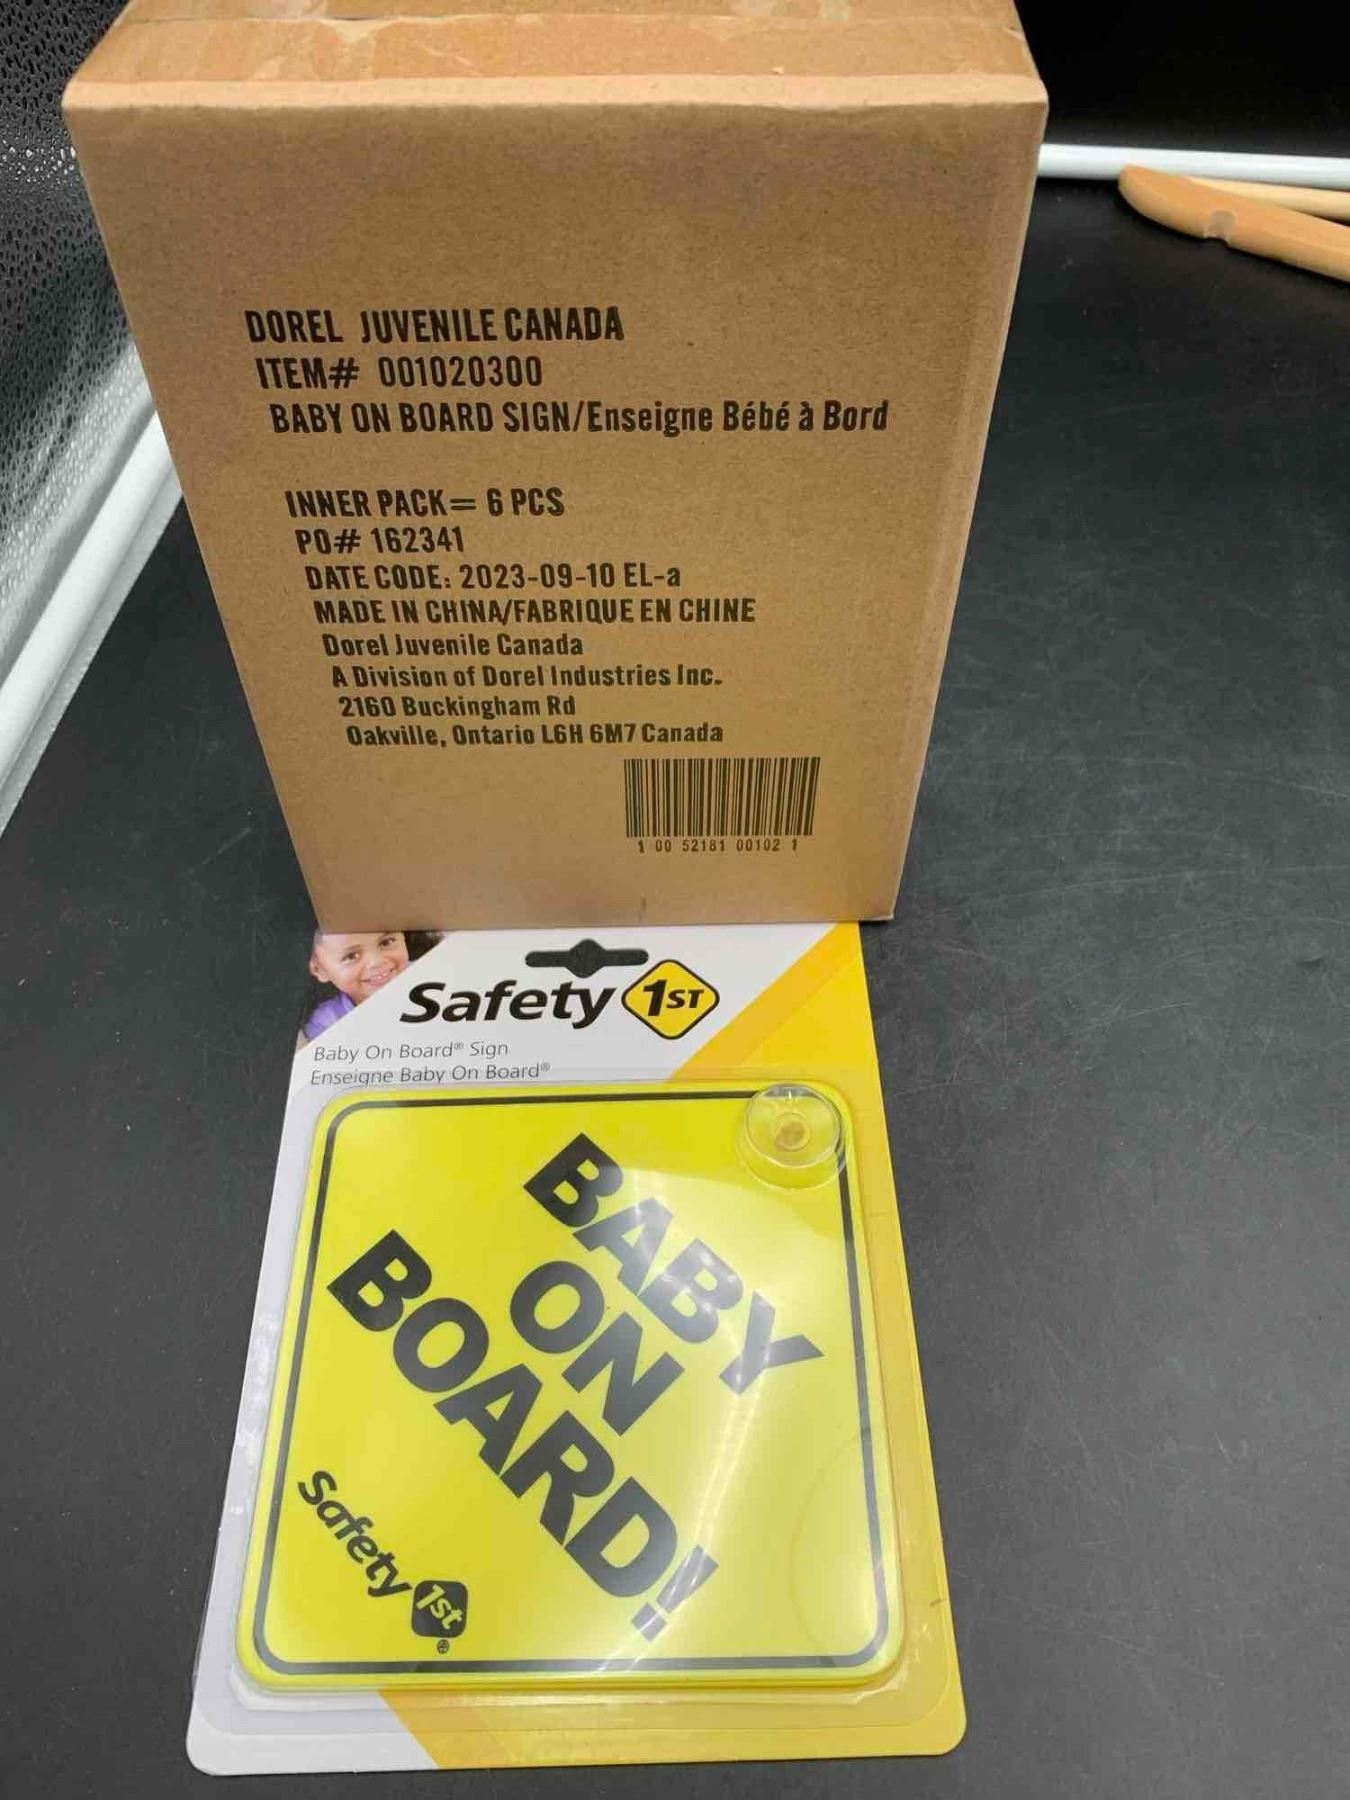 DOREL JUVENILE CANADA
ITEM# 001020300
BABY ON BOARD SIGN/Enseigne Bébé à Bord
INNER PACK= 6 PCS
PO# 162341
DATE CODE: 2023-09-10 EL-a
MADE IN CHINA/FABRIQUE EN CHINE
Dorel Juvenile Canada
A Division of Dorel Industries Inc.
2160 Buckingham Rd
Oakville, Ontario L6H 6M7 Canada
1 00 52181 00102 1
Safety 1ST
Baby On Board® Sign
Enseigne Baby On Board®
BABY
ON
BOARD!
Safety 1st®